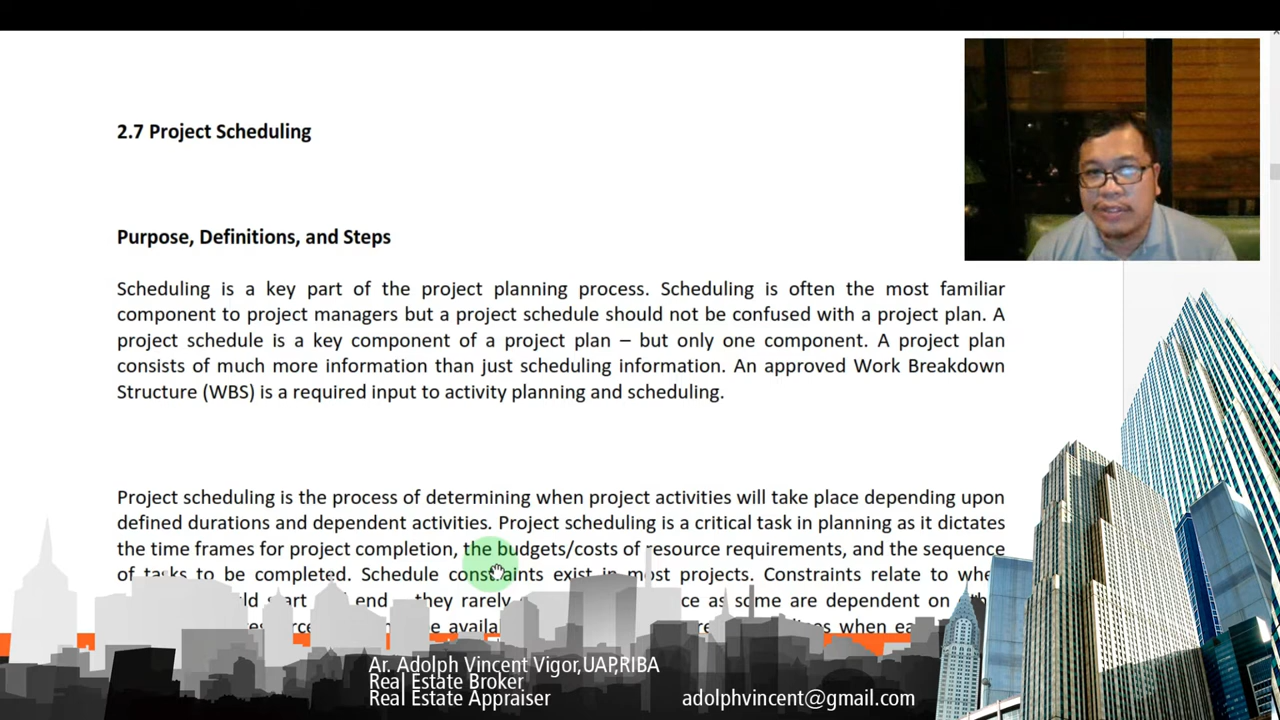 2.7 Project Scheduling
Purpose, Definitions, and Steps
Scheduling is a key part of the project planning process. Scheduling is often the most familiar
component to project managers but a project schedule should not be confused with a project plan. A
project schedule is a key component of a project plan – but only one component. A project plan
consists of much more information than just scheduling information. An approved Work Breakdown
Structure (WBS) is a required input to activity planning and scheduling.
Project scheduling is the process of determining when project activities will take place depending upon
defined durations and dependent activities. Project scheduling is a critical task in planning as it dictates
the time frames for project completion, the budgets/costs of resource requirements, and the sequence
of tasks to be completed. Schedule constraints exist in most projects. Constraints relate to
end they rarely as some are dependent on
when
Ar. Adolph Vincent Vigor,UAP,RIBA
Real Estate Broker
Real Estate Appraiser adolphvincent@gmail.com